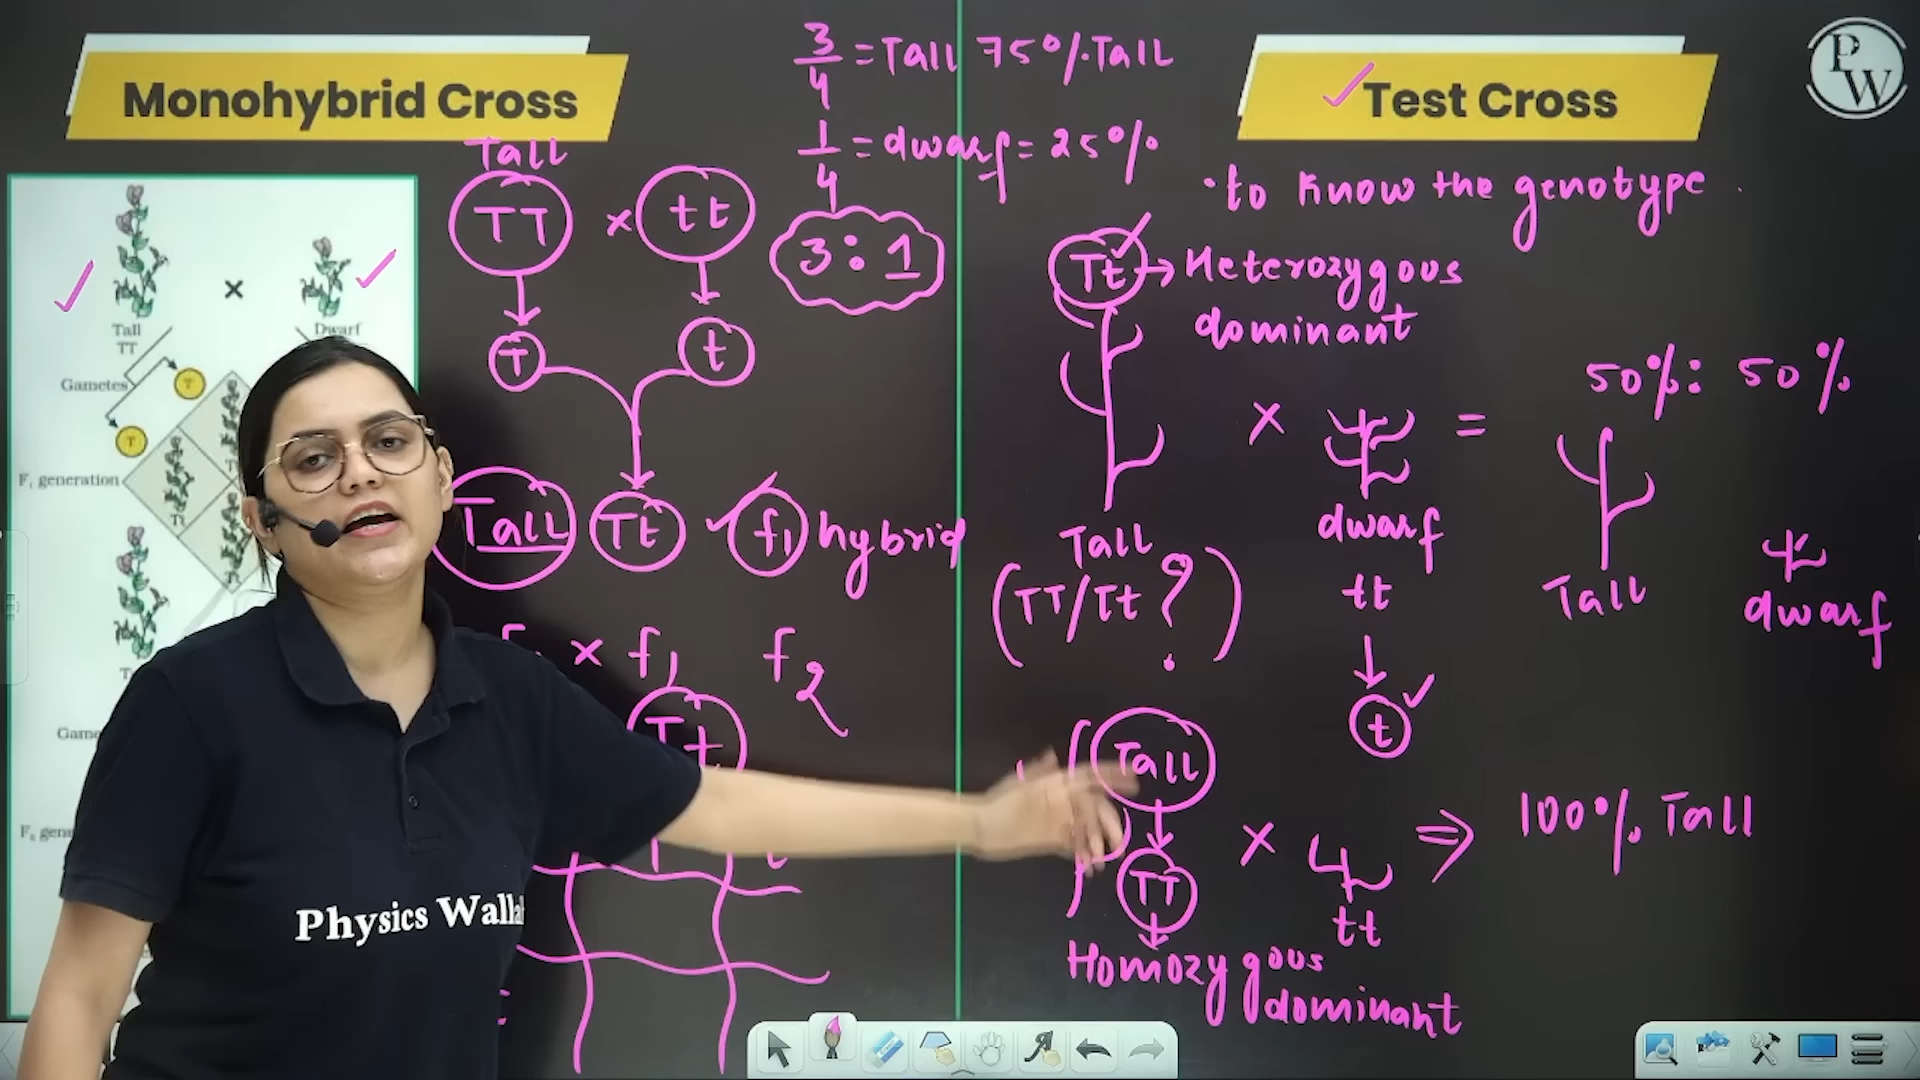 Monohybrid Cross
3/4 = Tall 75% Tall
1/4 = dwarf = 25%
3:1
Tall
TT × tt
T t
Tall Tt f1 hybrid
× f1 f2
Tt
Tall
TT
×
Dwarf
Gametes
T
T
F1 generation
Physics Walla
Test Cross
PW
to know the genotype
Tt → Heterozygous
dominant
50% : 50%
× =
Tall
(TT/Tt ?)
dwarf
tt
t
Tall
dwarf
Tall
TT
× tt ⇒ 100% Tall
Homozygous
dominant